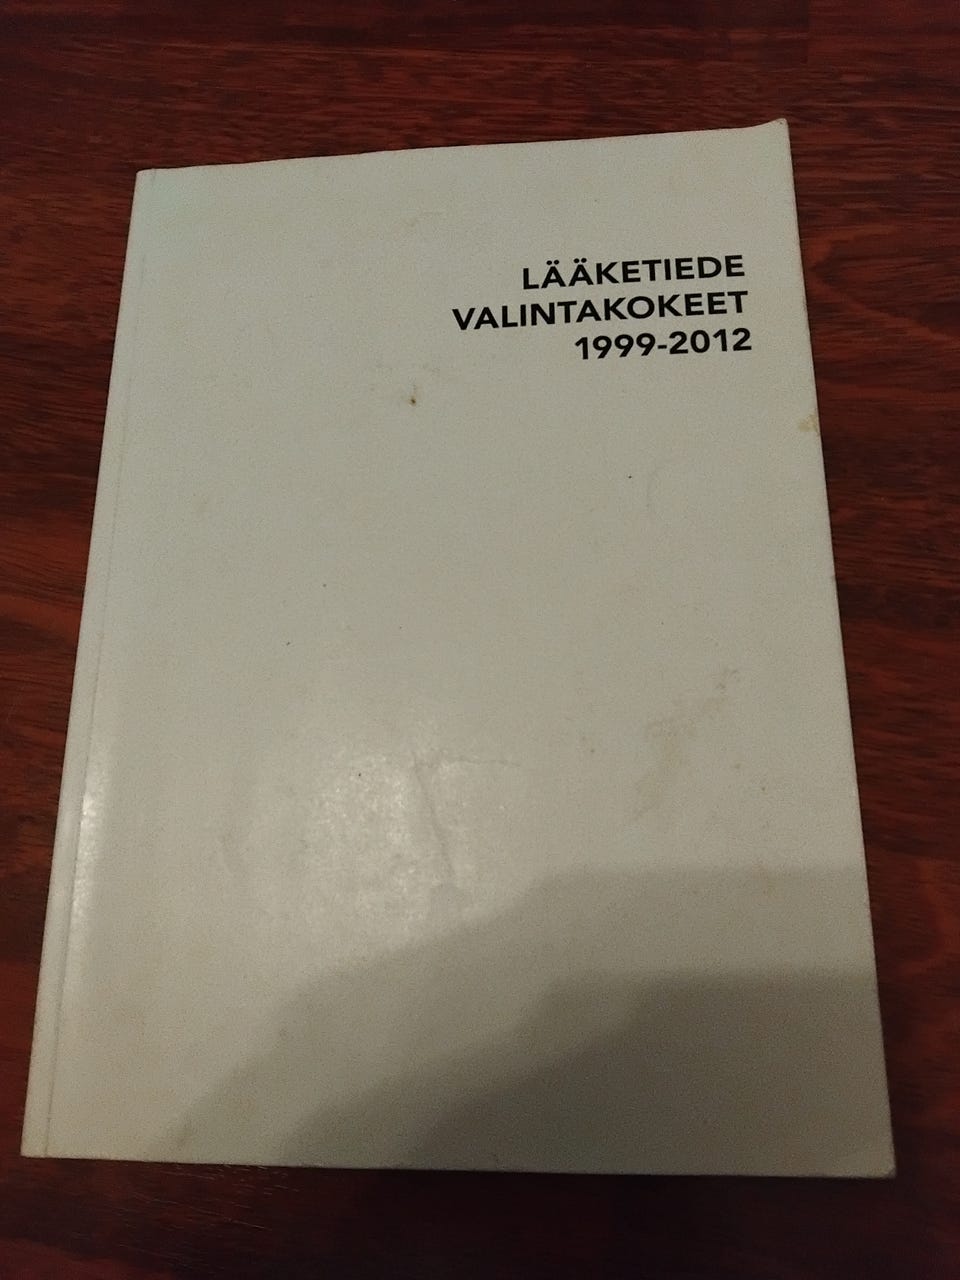 LÄÄKETIEDE
VALINTAKOKEET
1999-2012